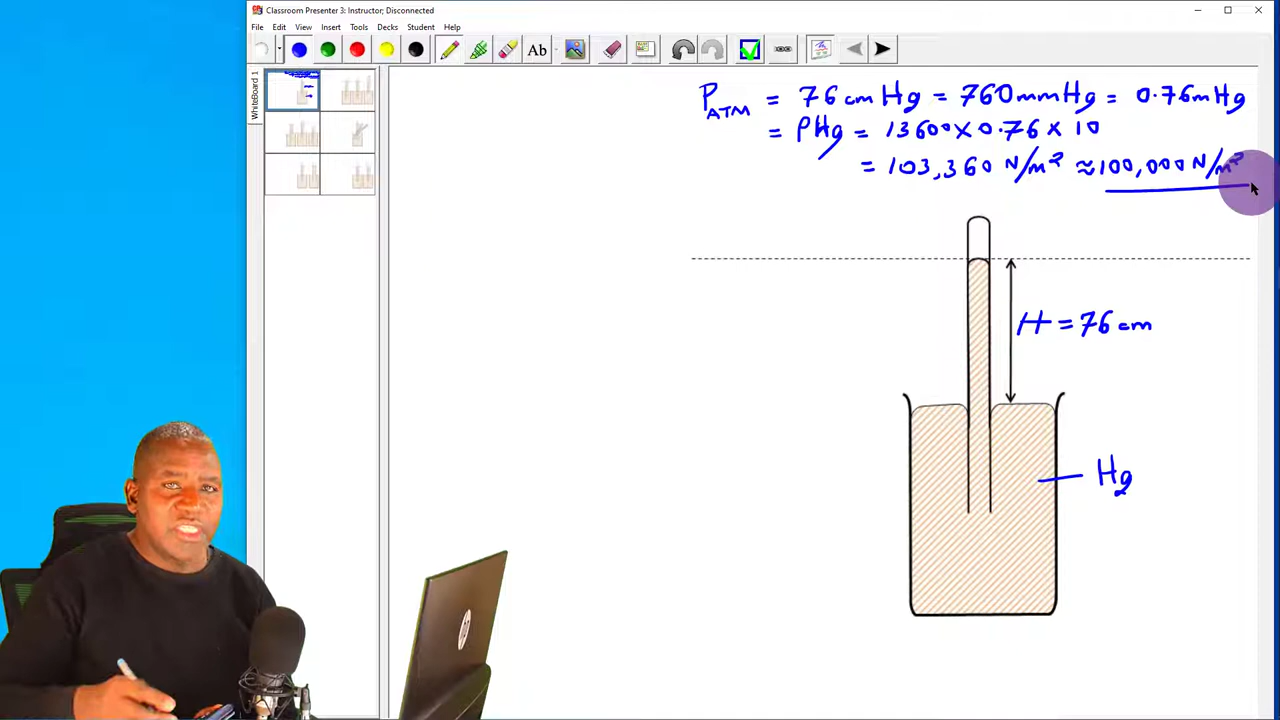 Classroom Presenter 3: Instructor; Disconnected
File Edit View Insert Tools Decks Student Help
Ab
WhiteBoard 1
P_ATM = 76 cm Hg = 760 mm Hg = 0.76 m Hg
= ρHg = 13600 × 0.76 × 10
= 103,360 N/m² ≈ 100,000 N/m²
H = 76 cm
Hg
hp